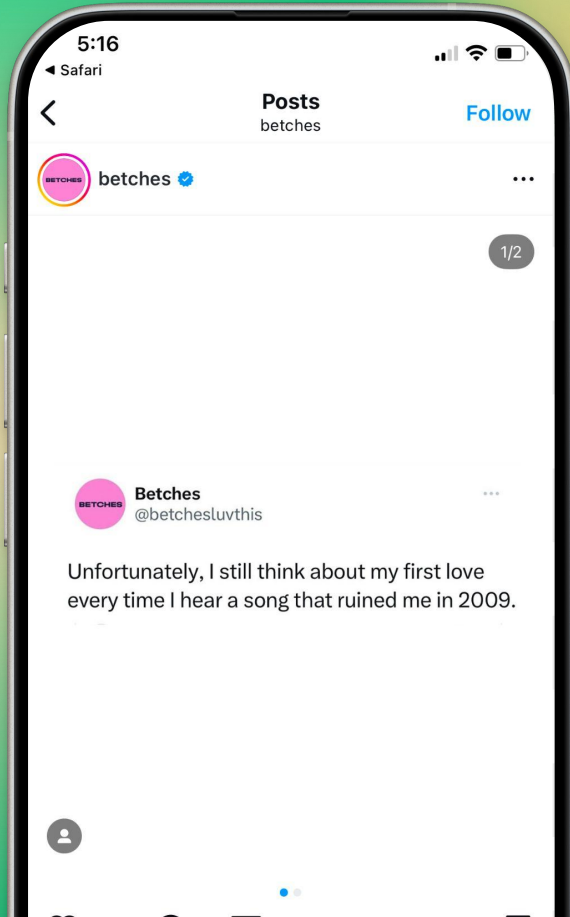 5:16
◀ Safari
Posts
betches
Follow
BETCHES
betches
1/2
BETCHES
Betches
@betchesluvthis
Unfortunately, I still think about my first love
every time I hear a song that ruined me in 2009.